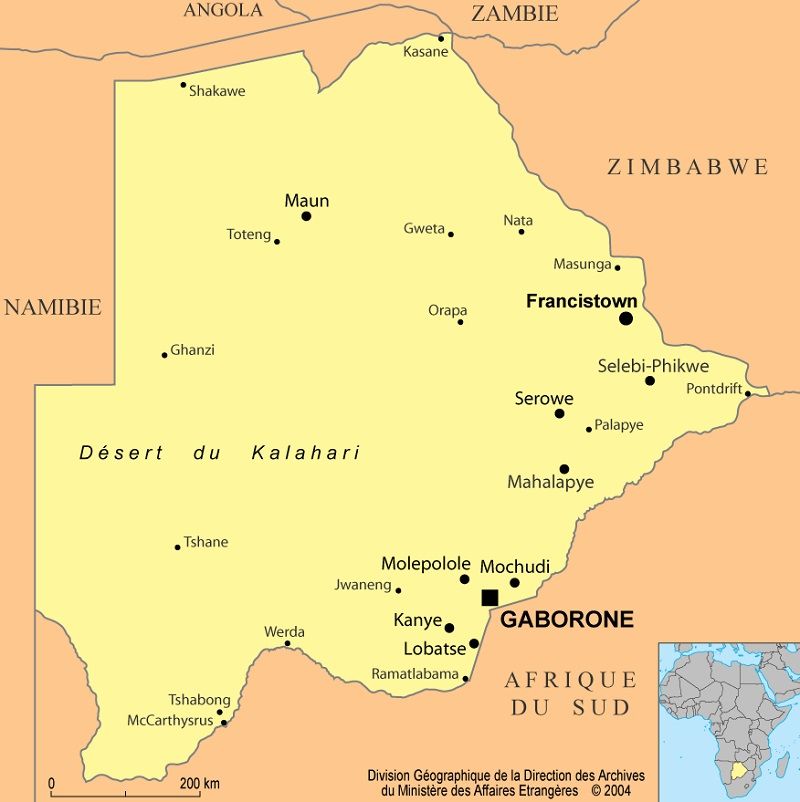 ANGOLA
ZAMBIE
Kasane
Shakawe
ZIMBABWE
Maun
Toteng
Gweta
Nata
Masunga
NAMIBIE
Francistown
Orapa
Ghanzi
Selebi-Phikwe
Pontdrift
Serowe
Palapye
Désert du Kalahari
Mahalapye
Tshane
Molepolole
Mochudi
Jwaneng
GABORONE
Kanye
Werda
Lobatse
Ramatlabama
AFRIQUE
DU SUD
Tshabong
McCarthysrus
0 200 km
Division Géographique de la Direction des Archives
du Ministère des Affaires Etrangères © 2004